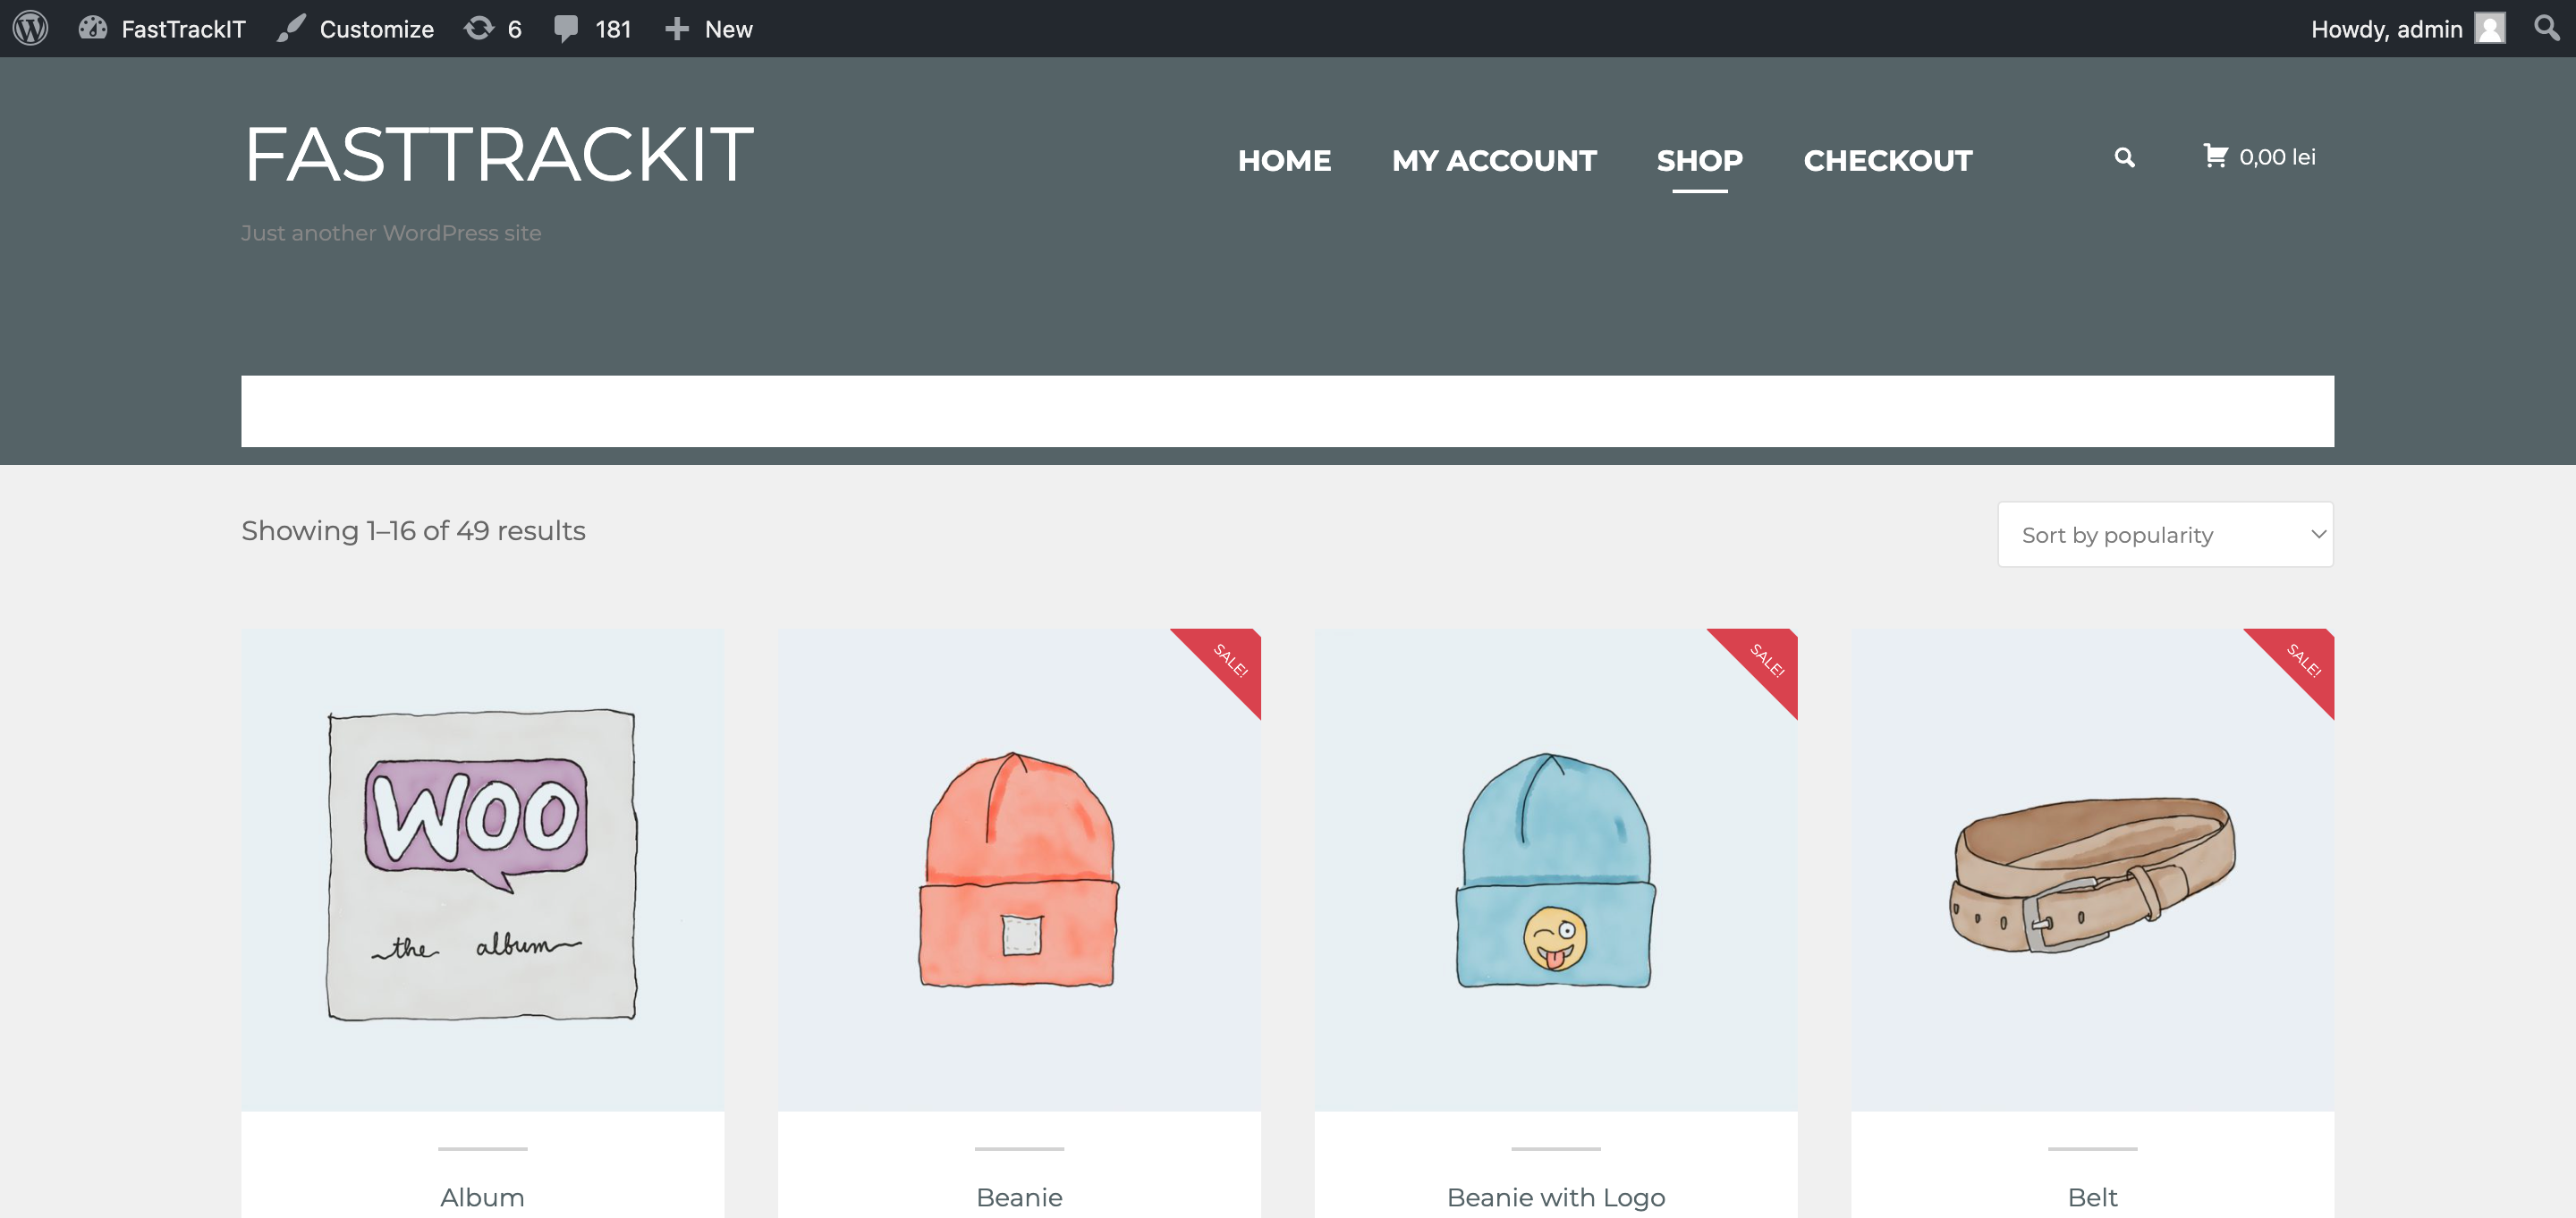 FastTrackIT Customize 6 181 New Howdy, admin
FASTTRACKIT
HOME MY ACCOUNT SHOP CHECKOUT 0,00 lei
Just another WordPress site
Showing 1–16 of 49 results
Sort by popularity
SALE! SALE! SALE!
WOO
the album
Album Beanie Beanie with Logo Belt